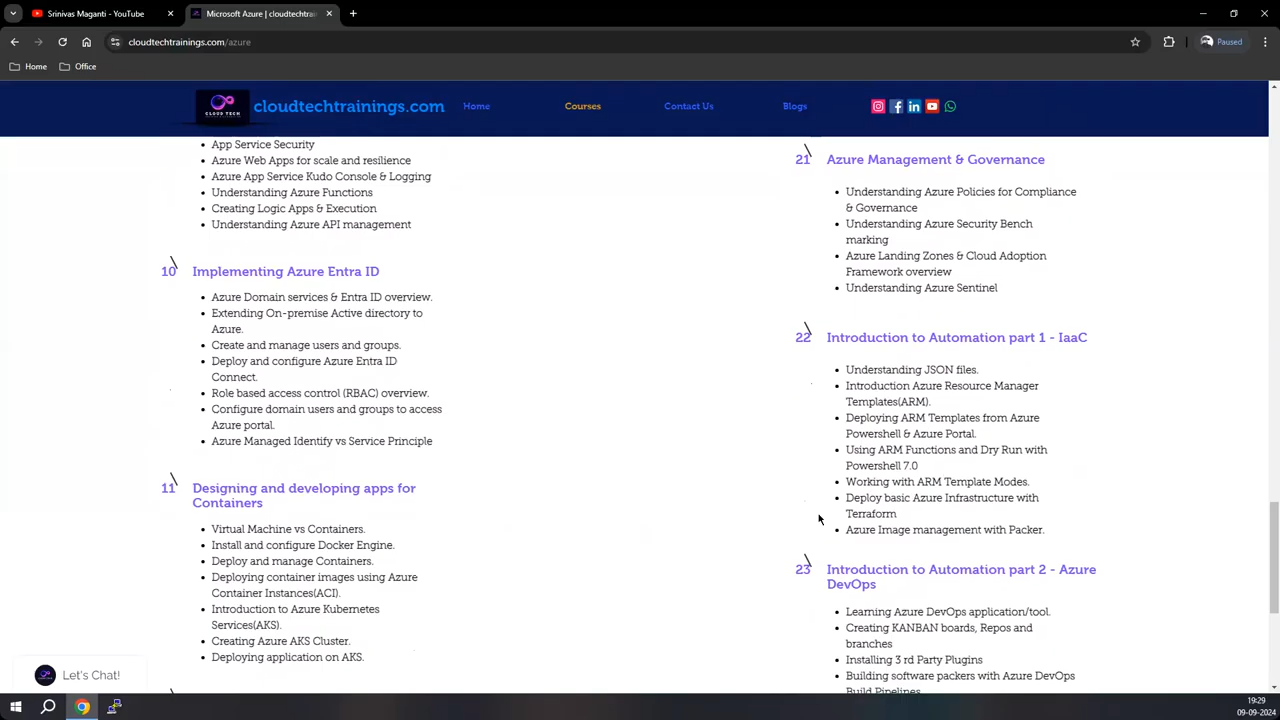 Srinivas Maganti - YouTube
Microsoft Azure | cloudtechtrain
cloudtechtrainings.com/azure
Paused
Home
Office
CLOUD TECH
cloudtechtrainings.com
Home
Courses
Contact Us
Blogs
App Service Security
Azure Web Apps for scale and resilience
Azure App Service Kudo Console & Logging
Understanding Azure Functions
Creating Logic Apps & Execution
Understanding Azure API management
10 Implementing Azure Entra ID
Azure Domain services & Entra ID overview.
Extending On-premise Active directory to
Azure.
Create and manage users and groups.
Deploy and configure Azure Entra ID
Connect.
Role based access control (RBAC) overview.
Configure domain users and groups to access
Azure portal.
Azure Managed Identify vs Service Principle
11 Designing and developing apps for
Containers
Virtual Machine vs Containers.
Install and configure Docker Engine.
Deploy and manage Containers.
Deploying container images using Azure
Container Instances(ACI).
Introduction to Azure Kubernetes
Services(AKS).
Creating Azure AKS Cluster.
Deploying application on AKS.
21 Azure Management & Governance
Understanding Azure Policies for Compliance
& Governance
Understanding Azure Security Bench
marking
Azure Landing Zones & Cloud Adoption
Framework overview
Understanding Azure Sentinel
22 Introduction to Automation part 1 - IaaC
Understanding JSON files.
Introduction Azure Resource Manager
Templates(ARM).
Deploying ARM Templates from Azure
Powershell & Azure Portal.
Using ARM Functions and Dry Run with
Powershell 7.0
Working with ARM Template Modes.
Deploy basic Azure Infrastructure with
Terraform
Azure Image management with Packer.
23 Introduction to Automation part 2 - Azure
DevOps
Learning Azure DevOps application/tool.
Creating KANBAN boards, Repos and
branches
Installing 3 rd Party Plugins
Building software packers with Azure DevOps
Build Pipelines
Let's Chat!
19:29
09-09-2024